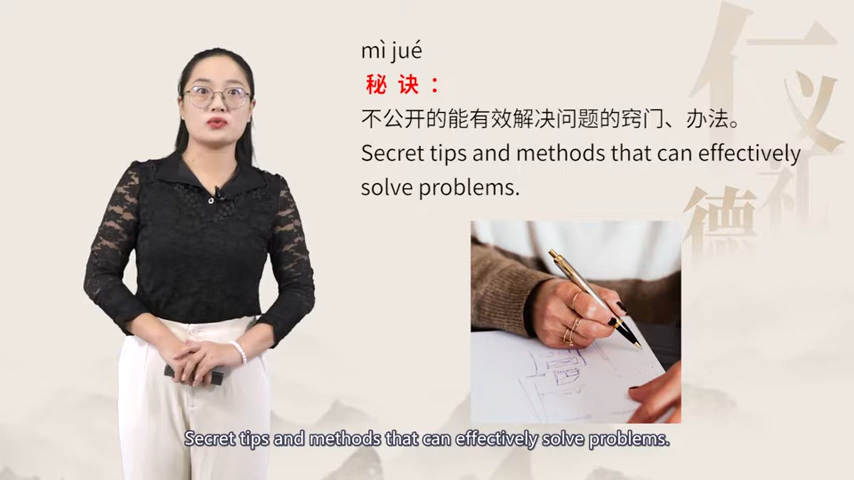 mì jué
秘 诀 ：
不公开的能有效解决问题的窍门、办法。
Secret tips and methods that can effectively
solve problems.
仁
义
礼
德
Secret tips and methods that can effectively solve problems.